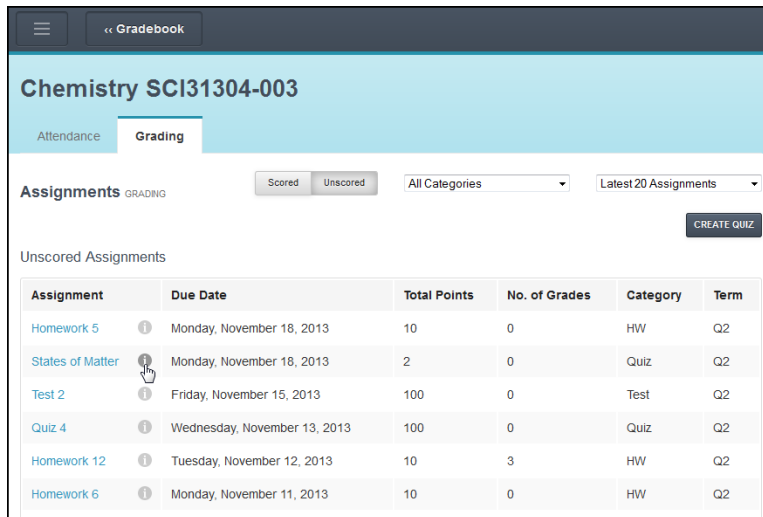 ‹‹ Gradebook
Chemistry SCI31304-003
Attendance Grading
Assignments GRADING Scored Unscored All Categories Latest 20 Assignments
CREATE QUIZ
Unscored Assignments
Assignment Due Date Total Points No. of Grades Category Term
Homework 5 Monday, November 18, 2013 10 0 HW Q2
States of Matter Monday, November 18, 2013 2 0 Quiz Q2
Test 2 Friday, November 15, 2013 100 0 Test Q2
Quiz 4 Wednesday, November 13, 2013 100 0 Quiz Q2
Homework 12 Tuesday, November 12, 2013 10 3 HW Q2
Homework 6 Monday, November 11, 2013 10 0 HW Q2